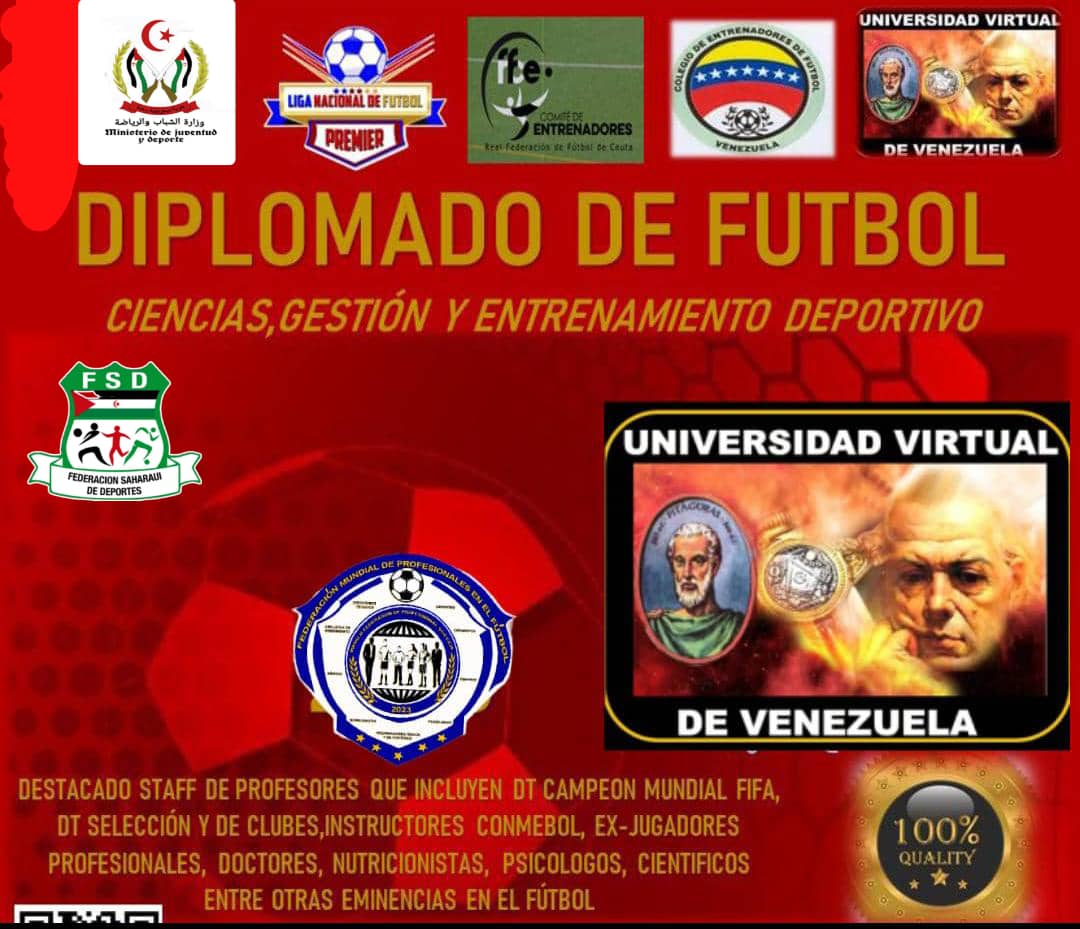 وزارة الشباب والرياضة
Ministerio de juventud
y deporte
LIGA NACIONAL DE FUTBOL
PREMIER
ffce
COMITÉ DE
ENTRENADORES
Real Federación de Fútbol de Ceuta
COLEGIO DE ENTRENADORES DE FUTBOL
VENEZUELA
UNIVERSIDAD VIRTUAL
DE VENEZUELA
DIPLOMADO DE FUTBOL
CIENCIAS,GESTIÓN Y ENTRENAMIENTO DEPORTIVO
FSD
FEDERACION SAHARAUI
DE DEPORTES
UNIVERSIDAD VIRTUAL
PITAGORAS
DE VENEZUELA
FEDERACIÓN MUNDIAL DE PROFESIONALES EN EL FÚTBOL
2023
DESTACADO STAFF DE PROFESORES QUE INCLUYEN DT CAMPEON MUNDIAL FIFA,
DT SELECCIÓN Y DE CLUBES,INSTRUCTORES CONMEBOL, EX-JUGADORES
PROFESIONALES, DOCTORES, NUTRICIONISTAS, PSICOLOGOS, CIENTIFICOS
ENTRE OTRAS EMINENCIAS EN EL FÚTBOL
100%
QUALITY